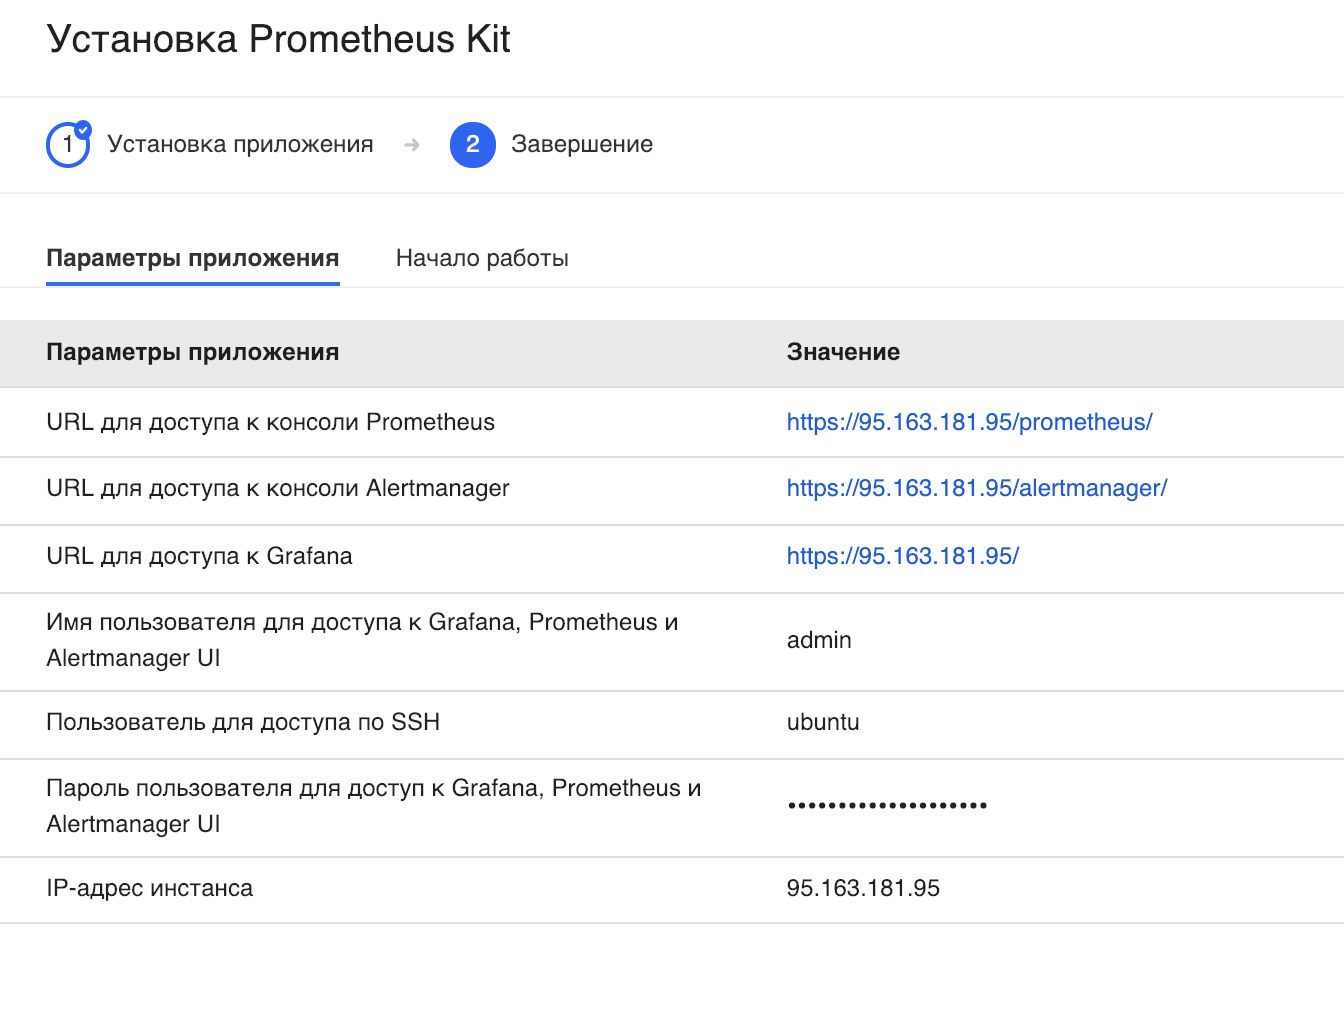 Установка Prometheus Kit
1 Установка приложения → 2 Завершение
Параметры приложения Начало работы
Параметры приложения Значение
URL для доступа к консоли Prometheus https://95.163.181.95/prometheus/
URL для доступа к консоли Alertmanager https://95.163.181.95/alertmanager/
URL для доступа к Grafana https://95.163.181.95/
Имя пользователя для доступа к Grafana, Prometheus и
Alertmanager UI
admin
Пользователь для доступа по SSH ubuntu
Пароль пользователя для доступ к Grafana, Prometheus и
Alertmanager UI
••••••••••••••••••••
IP-адрес инстанса 95.163.181.95